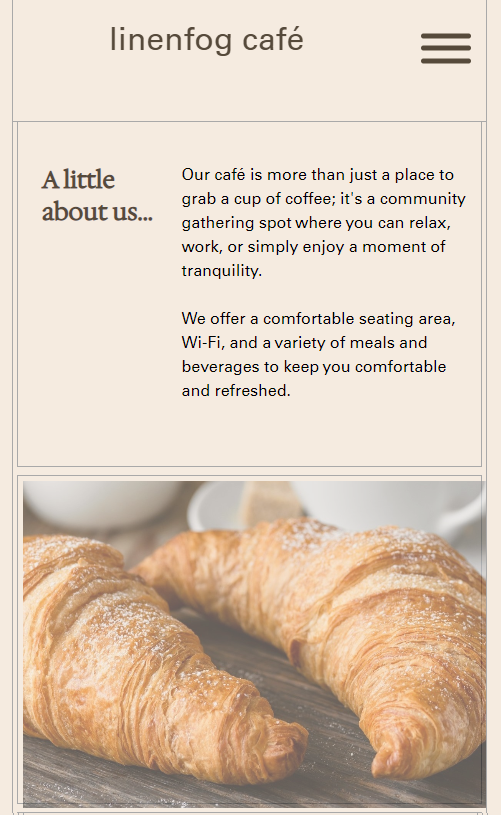 linenfog café
A little
about us...
Our café is more than just a place to
grab a cup of coffee; it's a community
gathering spot where you can relax,
work, or simply enjoy a moment of
tranquility.
We offer a comfortable seating area,
Wi-Fi, and a variety of meals and
beverages to keep you comfortable
and refreshed.